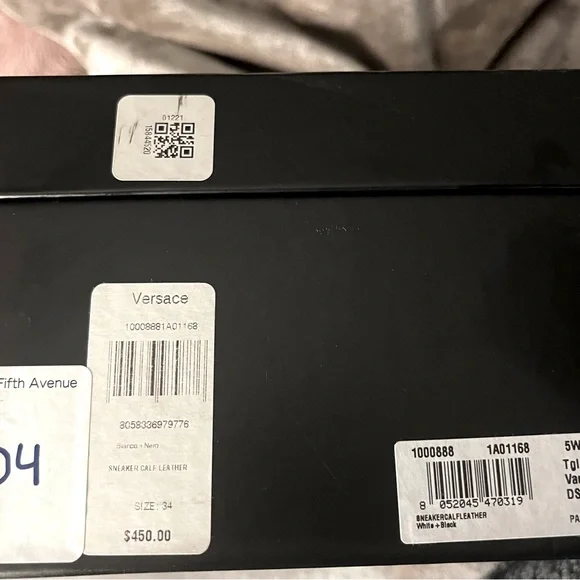 01221
15844520
Versace
10008881A01168
8058336979776
Bianco + Nero
SNEAKER CALF LEATHER
SIZE: 34
$450.00
Fifth Avenue
04
1000888 1A01168
8 052045 470319
SNEAKERCALFLEATHER
White + Black
5W
Tgl
Var
DS
PA